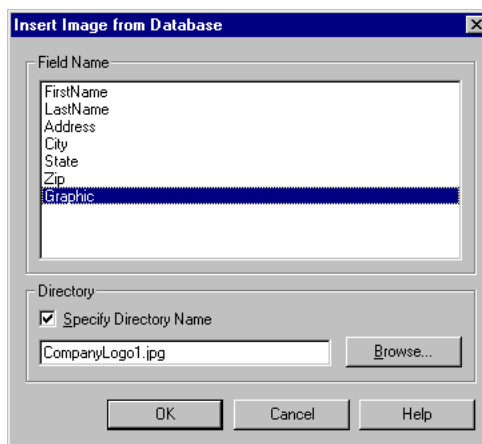 Insert Image from Database
Field Name
FirstName
LastName
Address
City
State
Zip
Graphic
Directory
Specify Directory Name
CompanyLogo1.jpg
Browse...
OK
Cancel
Help